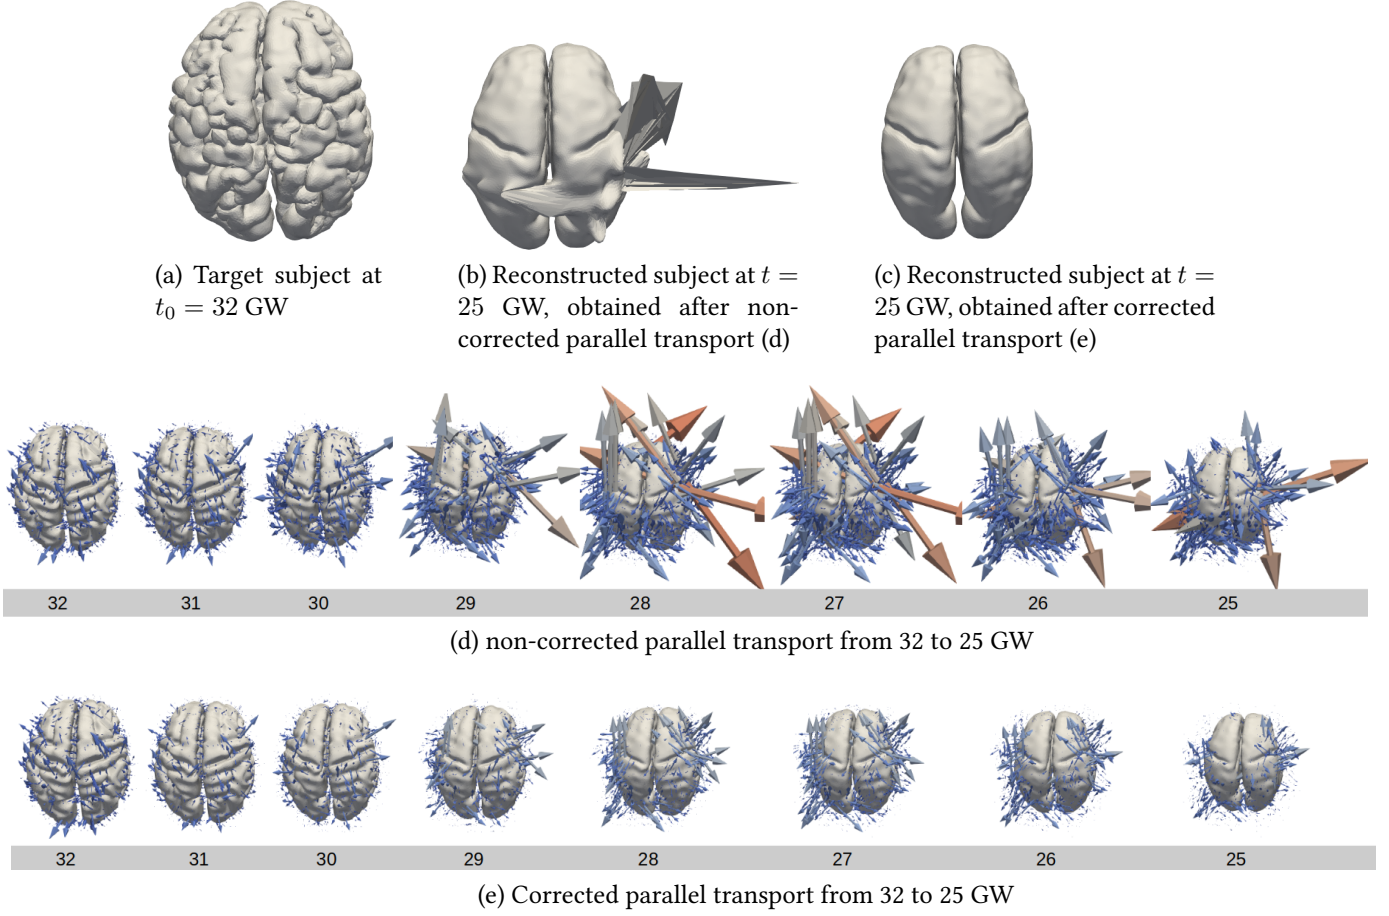 (a) Target subject at
t₀ = 32 GW
(b) Reconstructed subject at t =
25 GW, obtained after non-
corrected parallel transport (d)
(c) Reconstructed subject at t =
25 GW, obtained after corrected
parallel transport (e)
32 31 30 29 28 27 26 25
(d) non-corrected parallel transport from 32 to 25 GW
32 31 30 29 28 27 26 25
(e) Corrected parallel transport from 32 to 25 GW